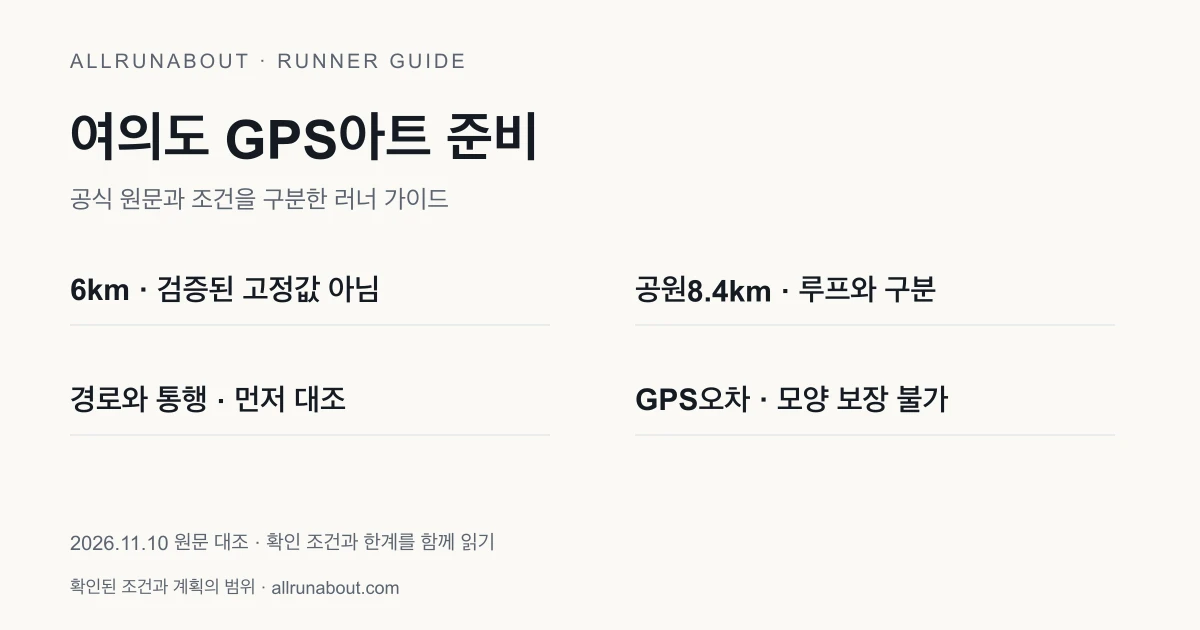 ALLRUNABOUT · RUNNER GUIDE
여의도 GPS아트 준비
공식 원문과 조건을 구분한 러너 가이드
6km · 검증된 고정값 아님
공원8.4km · 루프와 구분
경로와 통행 · 먼저 대조
GPS오차 · 모양 보장 불가
2026.11.10 원문 대조 · 확인 조건과 한계를 함께 읽기
확인된 조건과 계획의 범위 · allrunabout.com